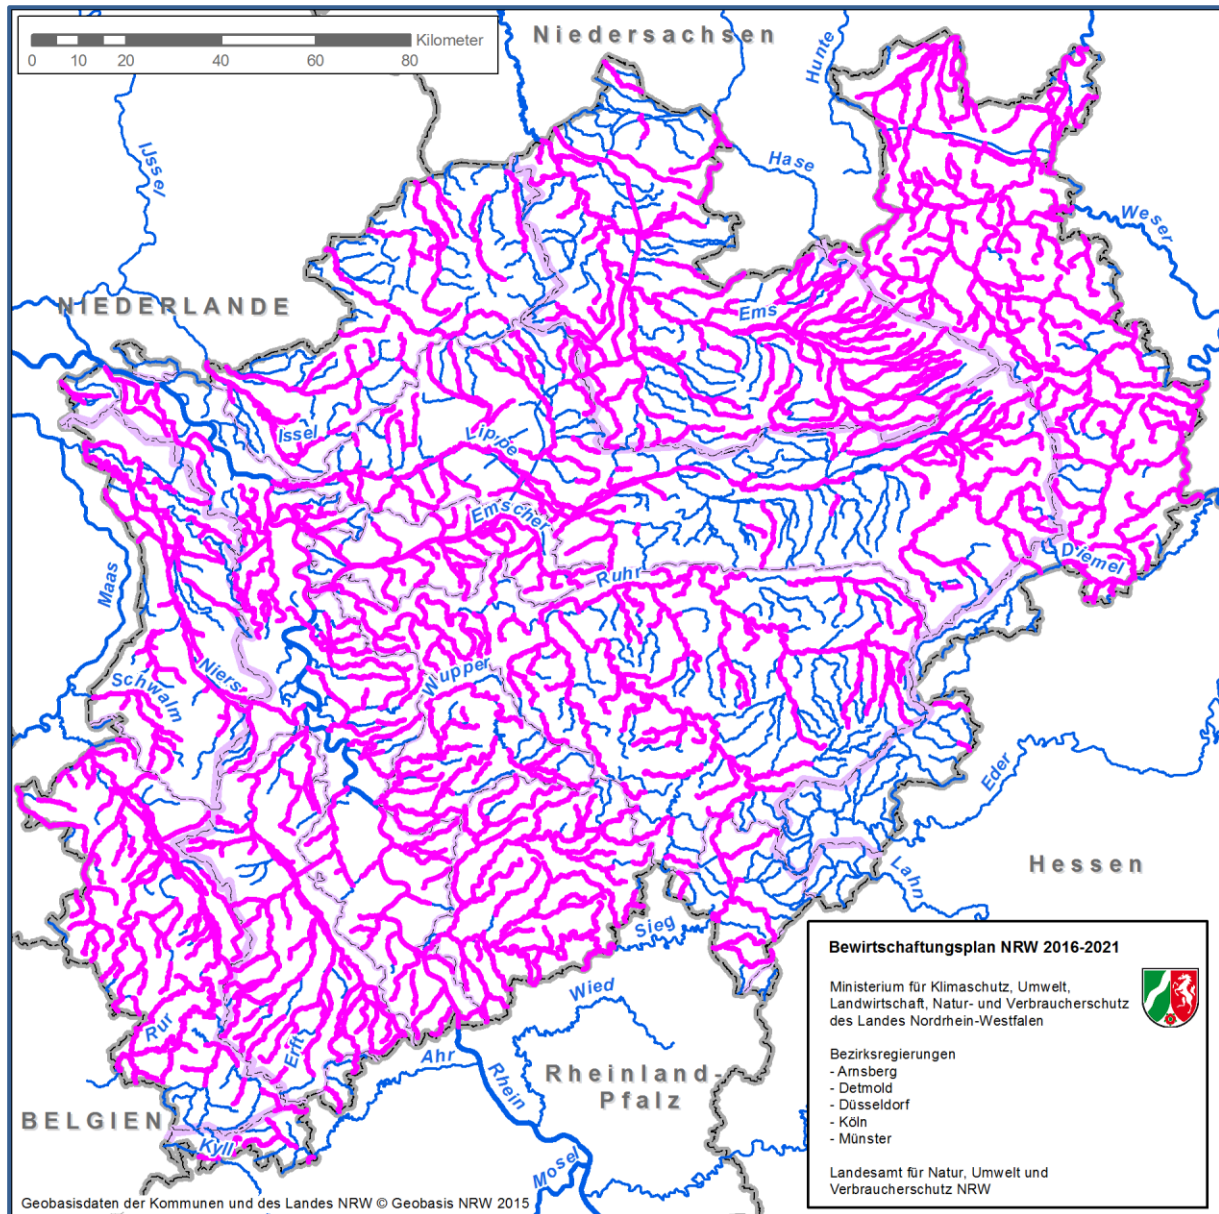 Kilometer
0 10 20 40 60 80
Niedersachsen
Hunte
IJssel
Hase
Weser
NIEDERLANDE
Ems
Issel
Lippe
Emscher
Maas
Ruhr
Diemel
Niers
Schwalm
Wupper
Eder
Hessen
Lahn
Sieg
Wied
Rur
Erft
Ahr
Rhein
Rheinland-
Pfalz
BELGIEN
Kyll
Mosel
Bewirtschaftungsplan NRW 2016-2021
Ministerium für Klimaschutz, Umwelt,
Landwirtschaft, Natur- und Verbraucherschutz
des Landes Nordrhein-Westfalen
Bezirksregierungen
- Arnsberg
- Detmold
- Düsseldorf
- Köln
- Münster
Landesamt für Natur, Umwelt und
Verbraucherschutz NRW
Geobasisdaten der Kommunen und des Landes NRW © Geobasis NRW 2015